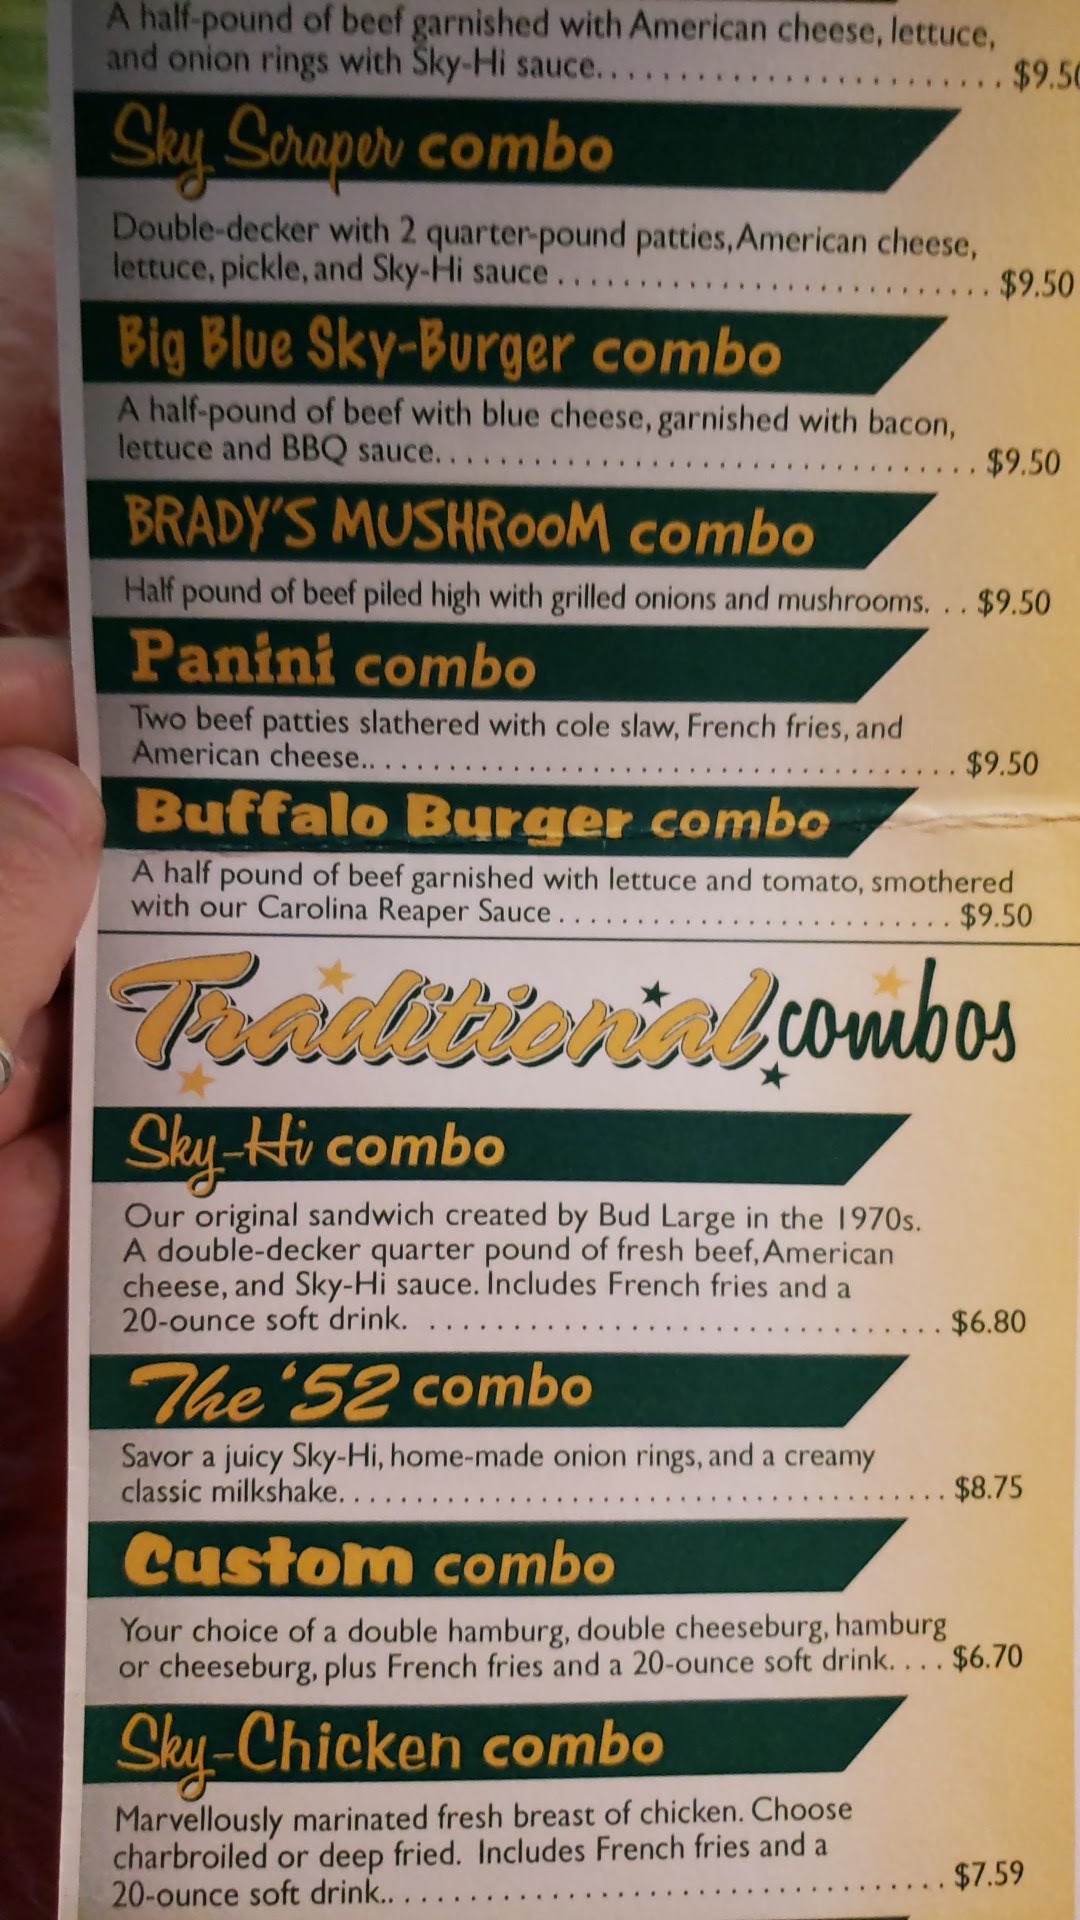 A half-pound of beef garnished with American cheese, lettuce,
and onion rings with Sky-Hi sauce. . . . . . . . . . . . . . . . . . . . . . . . $9.50
Sky Scraper combo
Double-decker with 2 quarter-pound patties, American cheese,
lettuce, pickle, and Sky-Hi sauce . . . . . . . . . . . . . . . . . . . . . . . . . . $9.50
Big Blue Sky-Burger combo
A half-pound of beef with blue cheese, garnished with bacon,
lettuce and BBQ sauce. . . . . . . . . . . . . . . . . . . . . . . . . . . . . . . . . $9.50
BRADY'S MUSHRooM combo
Half pound of beef piled high with grilled onions and mushrooms. . . $9.50
Panini combo
Two beef patties slathered with cole slaw, French fries, and
American cheese.. . . . . . . . . . . . . . . . . . . . . . . . . . . . . . . . . . . . $9.50
Buffalo Burger combo
A half pound of beef garnished with lettuce and tomato, smothered
with our Carolina Reaper Sauce . . . . . . . . . . . . . . . . . . . . . . . . $9.50
Traditional combos
Sky-Hi combo
Our original sandwich created by Bud Large in the 1970s.
A double-decker quarter pound of fresh beef, American
cheese, and Sky-Hi sauce. Includes French fries and a
20-ounce soft drink. . . . . . . . . . . . . . . . . . . . . . . . . . . . . . . . . $6.80
The '52 combo
Savor a juicy Sky-Hi, home-made onion rings, and a creamy
classic milkshake. . . . . . . . . . . . . . . . . . . . . . . . . . . . . . . . . . . . . $8.75
Custom combo
Your choice of a double hamburg, double cheeseburg, hamburg
or cheeseburg, plus French fries and a 20-ounce soft drink. . . . $6.70
Sky-Chicken combo
Marvellously marinated fresh breast of chicken. Choose
charbroiled or deep fried. Includes French fries and a
20-ounce soft drink.. . . . . . . . . . . . . . . . . . . . . . . . . . . . . . . . . . . $7.59